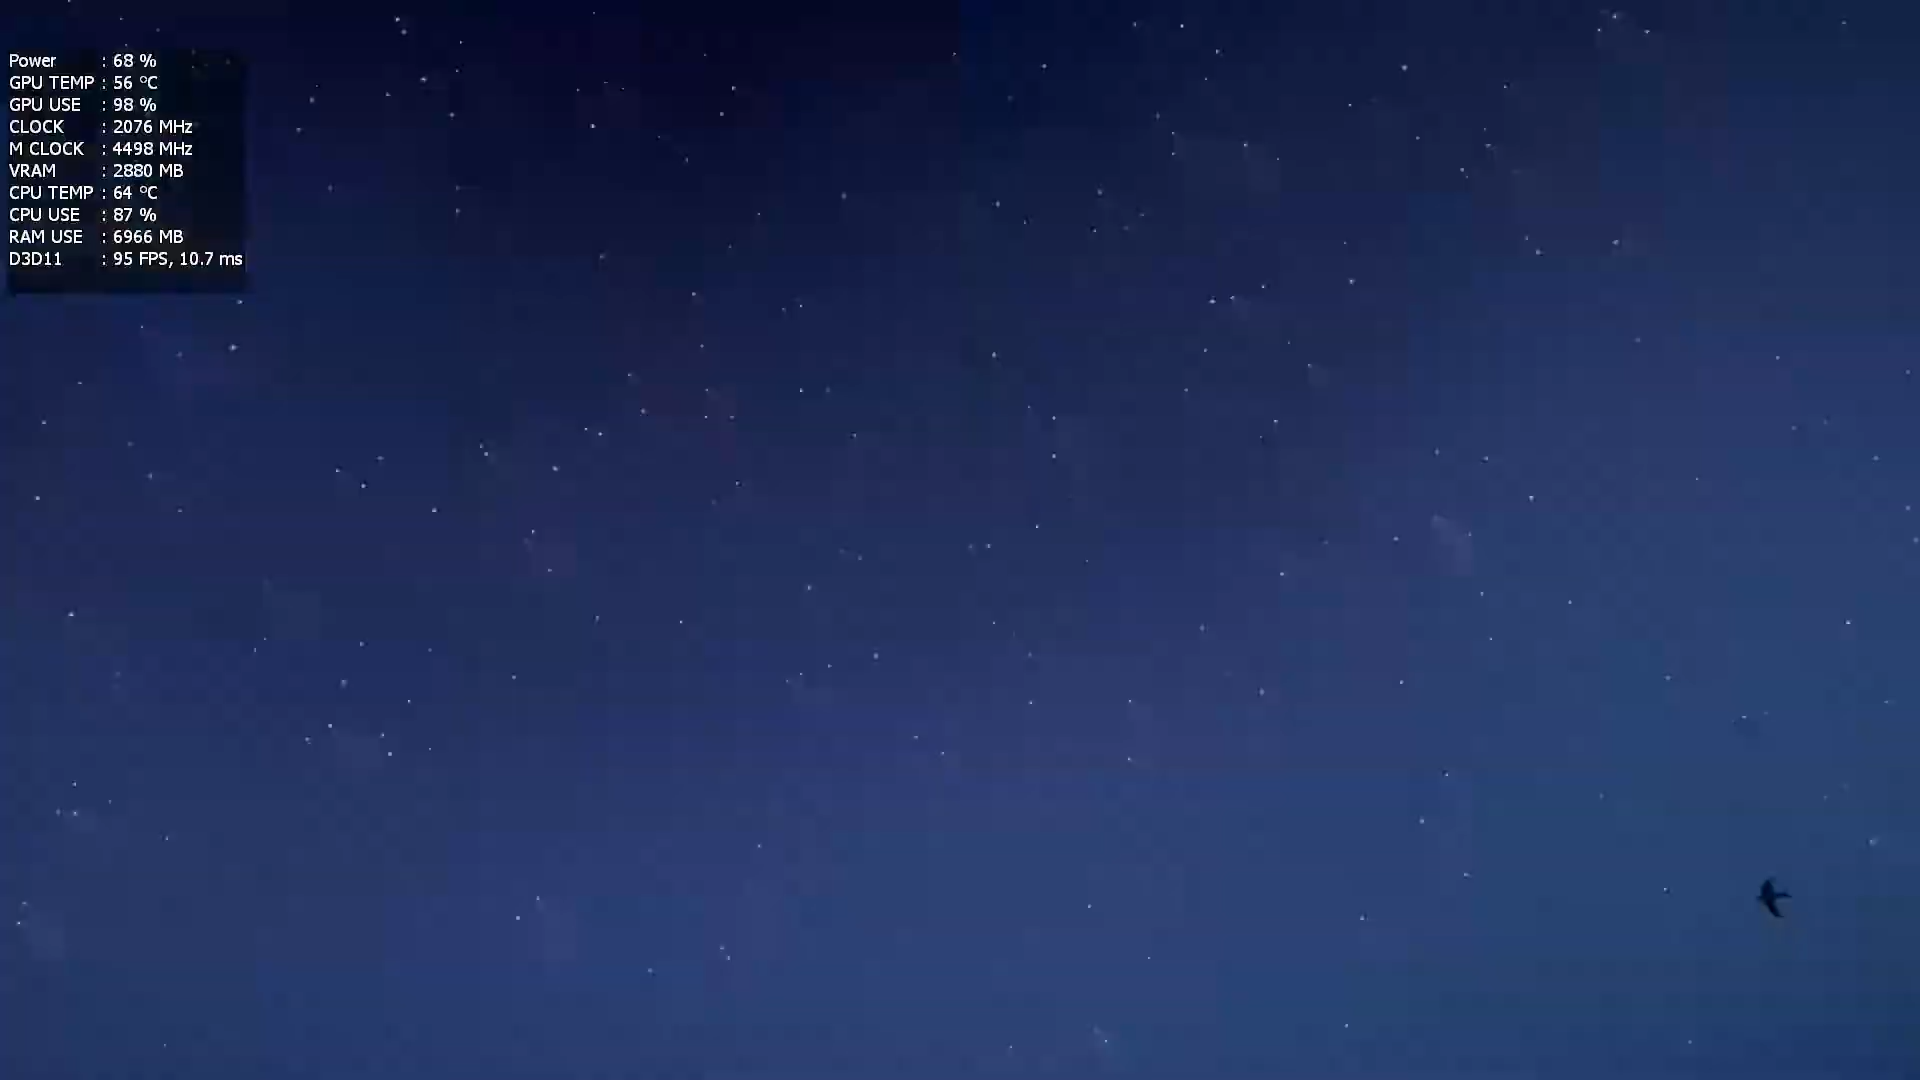 Power : 68 %
GPU TEMP : 56 °C
GPU USE : 98 %
CLOCK : 2076 MHz
M CLOCK : 4498 MHz
VRAM : 2880 MB
CPU TEMP : 64 °C
CPU USE : 87 %
RAM USE : 6966 MB
D3D11 : 95 FPS, 10.7 ms